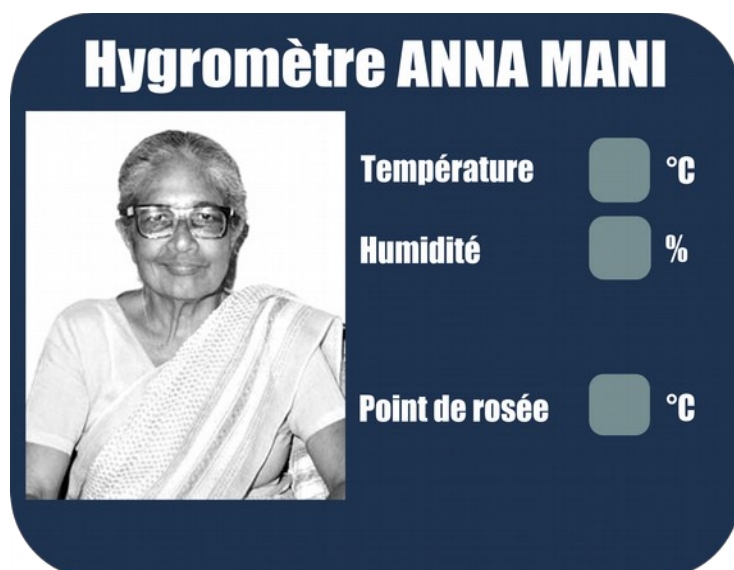 Hygromètre ANNA MANI
Température °C
Humidité %
Point de rosée °C